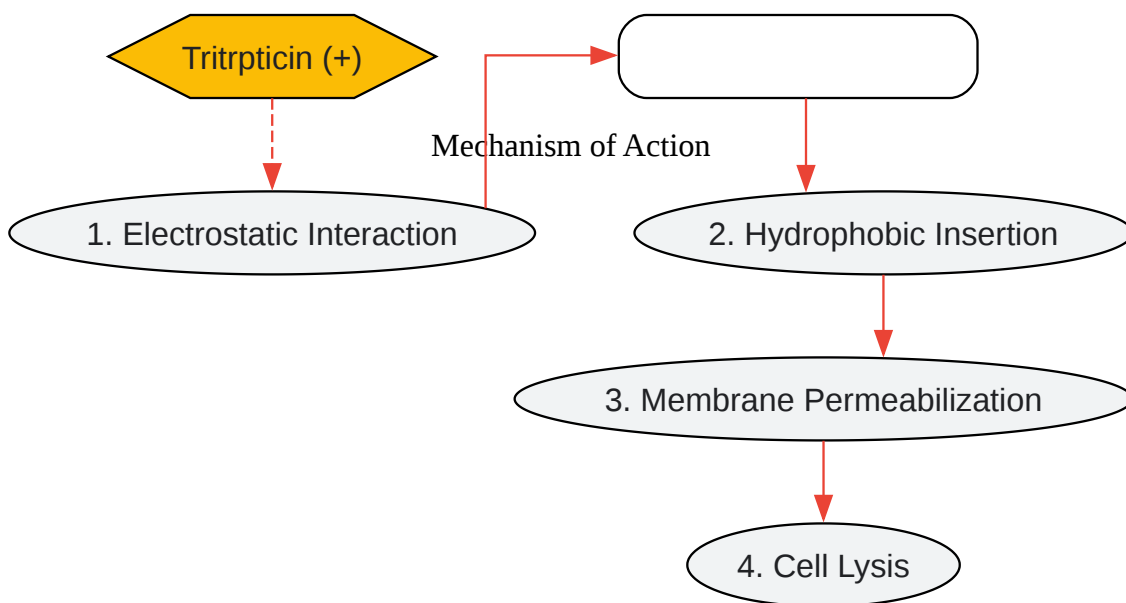 Tritrpticin (+)
Mechanism of Action
1. Electrostatic Interaction
2. Hydrophobic Insertion
3. Membrane Permeabilization
4. Cell Lysis